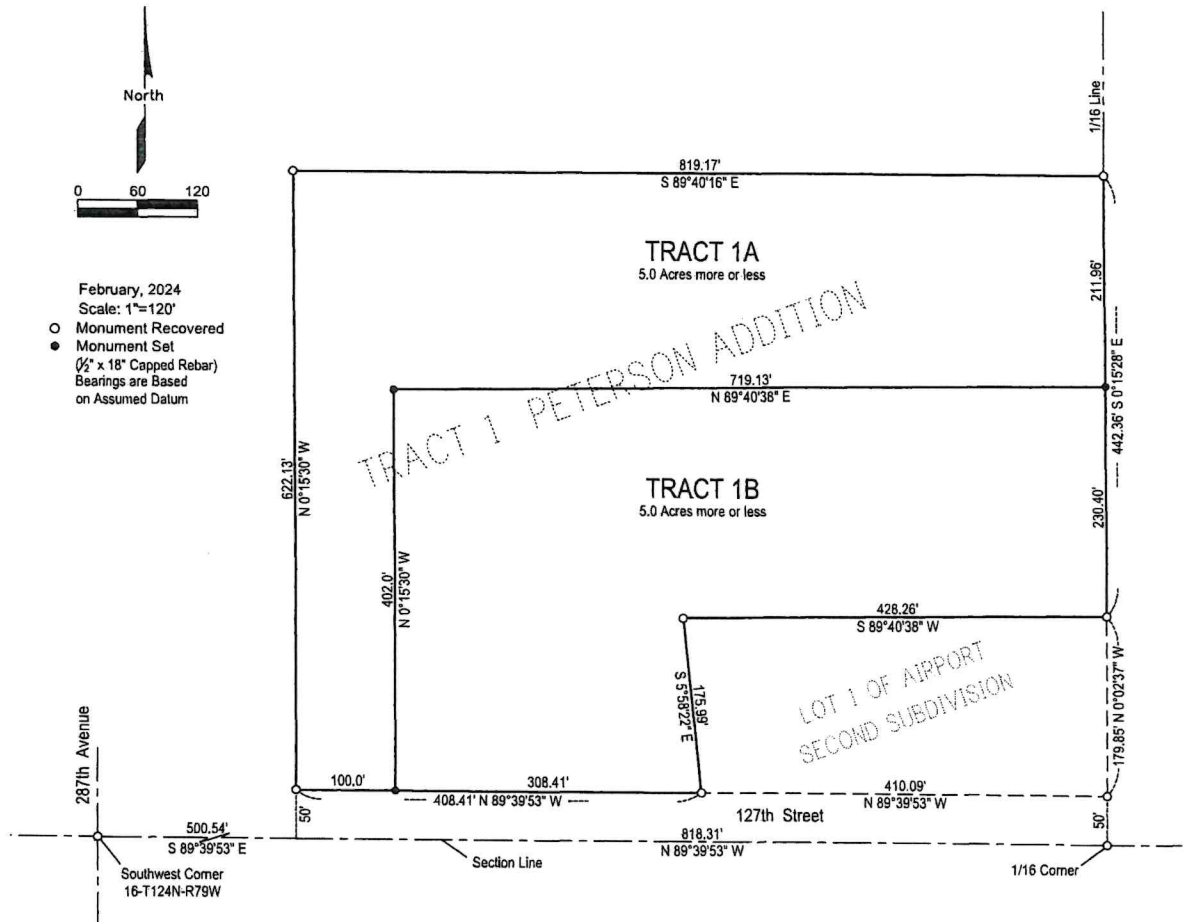 North
0 60 120
February, 2024
Scale: 1"=120'
Monument Recovered
Monument Set
(½" x 18" Capped Rebar)
Bearings are Based
on Assumed Datum
1/16 Line
819.17'
S 89°40'16" E
TRACT 1A
5.0 Acres more or less
211.96'
442.36' S 0°15'28" E
TRACT 1 PETERSON ADDITION
719.13'
N 89°40'38" E
622.13'
N 0°15'30" W
TRACT 1B
5.0 Acres more or less
230.40'
402.0'
N 0°15'30" W
428.26'
S 89°40'38" W
175.99'
S 5°58'22" E
LOT 1 OF AIRPORT
SECOND SUBDIVISION
179.85' N 0°02'37" W
287th Avenue
100.0'
308.41'
408.41' N 89°39'53" W
410.09'
N 89°39'53" W
50'
127th Street
50'
500.54'
S 89°39'53" E
818.31'
N 89°39'53" W
Section Line
Southwest Corner
16-T124N-R79W
1/16 Corner